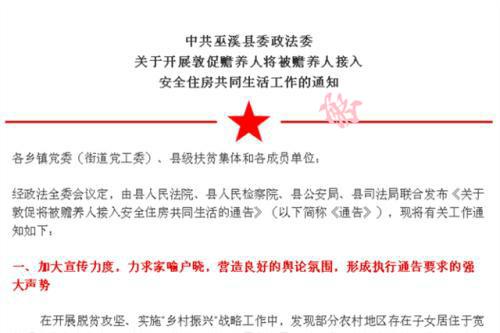 中共巫溪县委政法委
关于开展敦促赡养人将被赡养人接入
安全住房共同生活工作的通知
各乡镇党委（街道党工委）、县级扶贫集体和各成员单位：
经政法全委会议定，由县人民法院、县人民检察院、县公安局、县司法局联合发布《关于
敦促将被赡养人接入安全住房共同生活的通告》（以下简称《通告》），现将有关工作通
知如下：
一、加大宣传力度，力求家喻户晓，营造良好的舆论氛围，形成执行通告要求的强
大声势
在开展脱贫攻坚、实施“乡村振兴”战略工作中，发现部分农村地区存在子女居住于宽